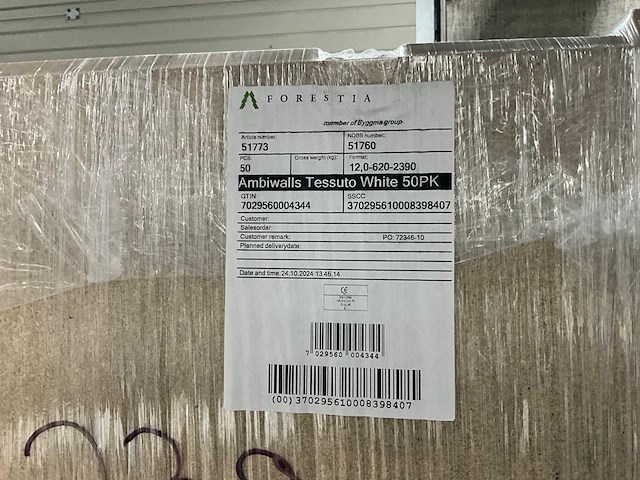 FORESTIA
member of Byggma group
Article number: NOBB number:
51773 51760
PCS: Gross weight (kg): Format:
50 12,0-620-2390
Ambiwalls Tessuto White 50PK
GTIN SSCC
7029560004344 370295610008398407
Customer:
Salesorder:
Customer remark: PO: 72346-10
Planned deliverydate:
Date and time: 24.10.2024 13.46.14
CE
7 029560 004344
(00) 370295610008398407